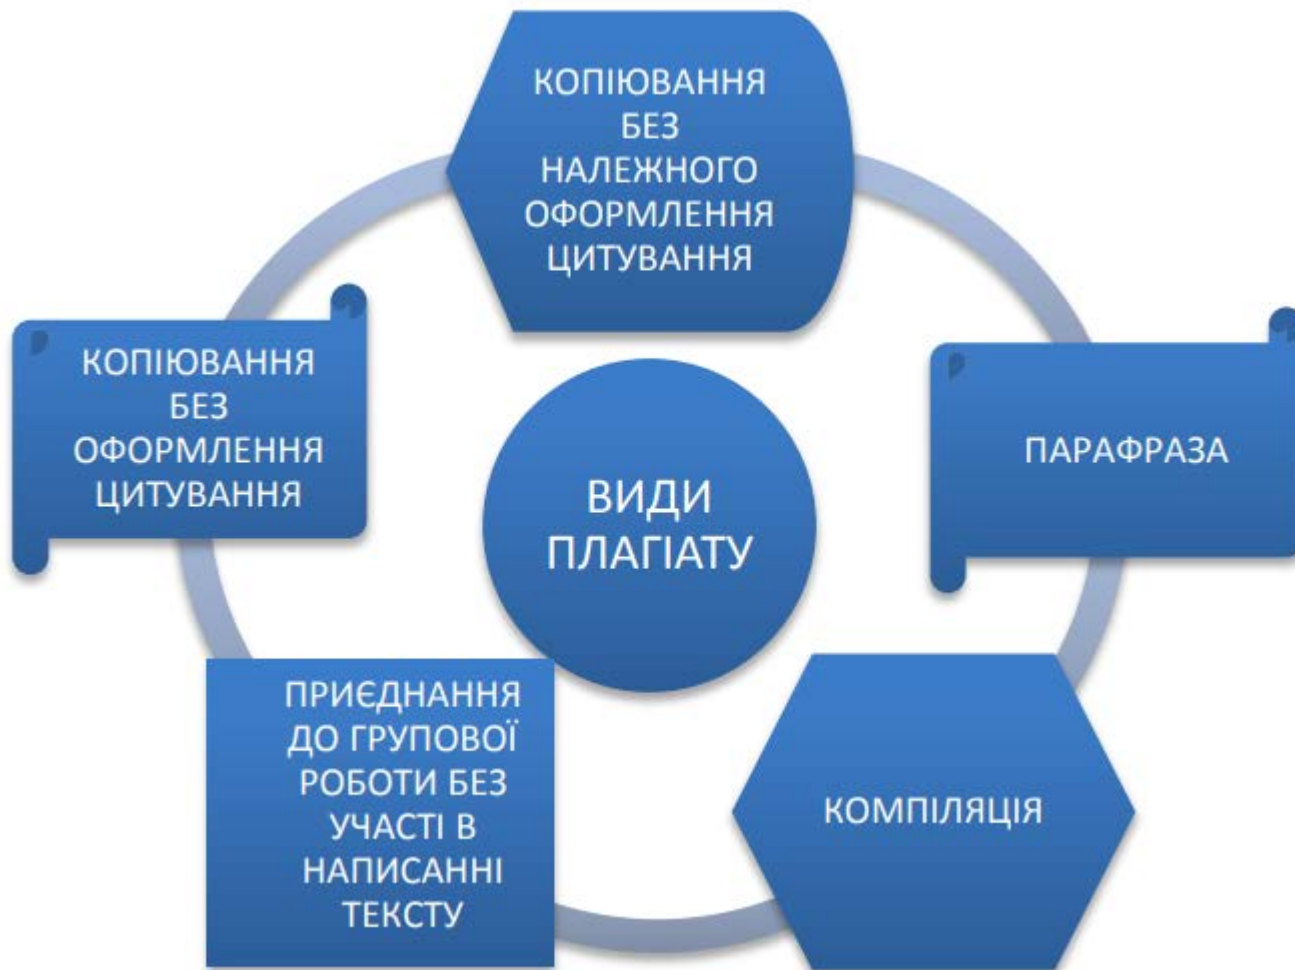 КОПІЮВАННЯ
БЕЗ
НАЛЕЖНОГО
ОФОРМЛЕННЯ
ЦИТУВАННЯ
КОПІЮВАННЯ
БЕЗ
ОФОРМЛЕННЯ
ЦИТУВАННЯ
ПАРАФРАЗА
ВИДИ
ПЛАГІАТУ
ПРИЄДНАННЯ
ДО ГРУПОВОЇ
РОБОТИ БЕЗ
УЧАСТІ В
НАПИСАННІ
ТЕКСТУ
КОМПІЛЯЦІЯ